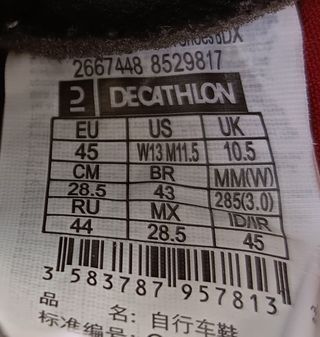 2667448 8529817
DECATHLON
EU US UK
45 W13 M11.5 10.5
CM BR MM(W)
28.5 43 285(3.0)
RU MX ID/IR
44 28.5 45
3 583787 957813
品 名: 自行车鞋
标准编号: